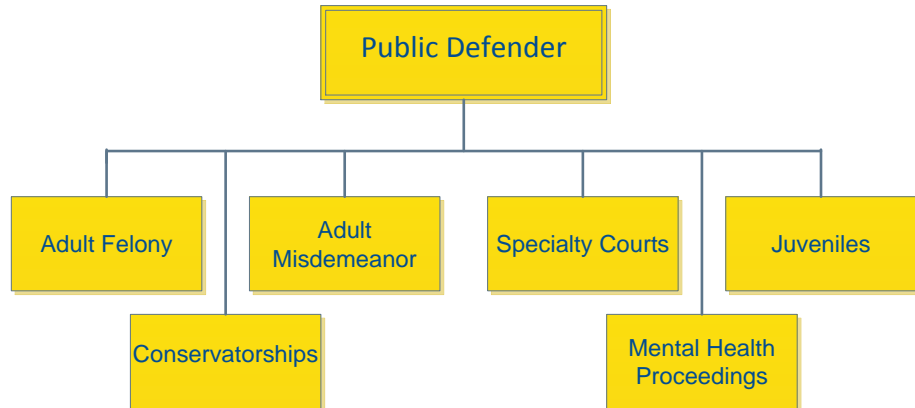 Public Defender
Adult Felony
Adult
Misdemeanor
Specialty Courts
Juveniles
Conservatorships
Mental Health
Proceedings